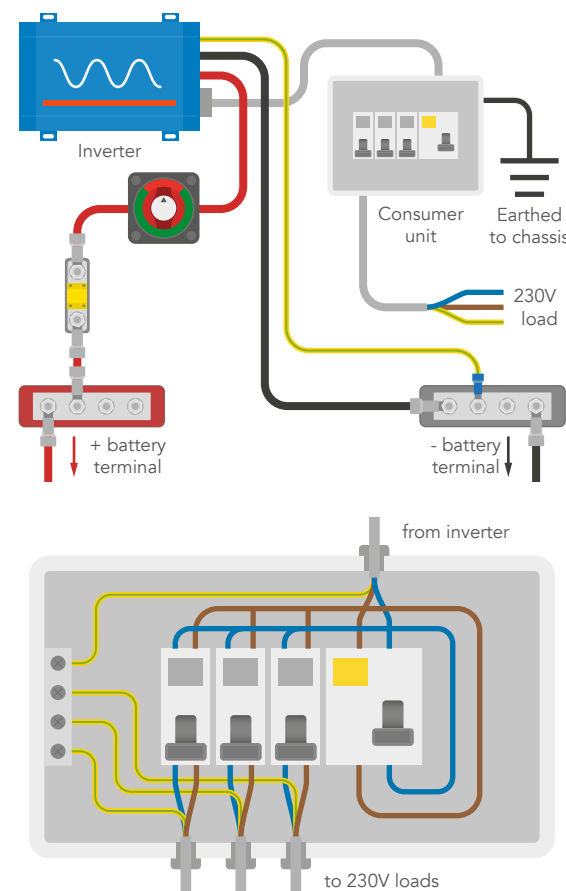 Inverter
Consumer
unit
Earthed
to chassis
230V
load
+ battery
terminal
- battery
terminal
from inverter
to 230V loads